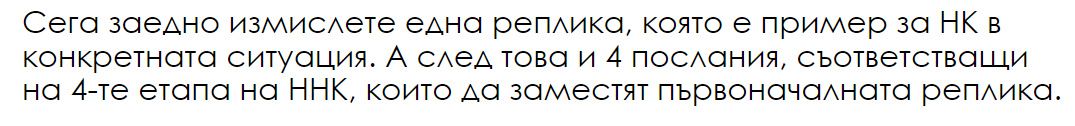 Сега заедно измислете една реплика, която е пример за НК в
конкретната ситуация. А след това и 4 послания, съответстващи
на 4-те етапа на ННК, които да заместят първоначалната реплика.